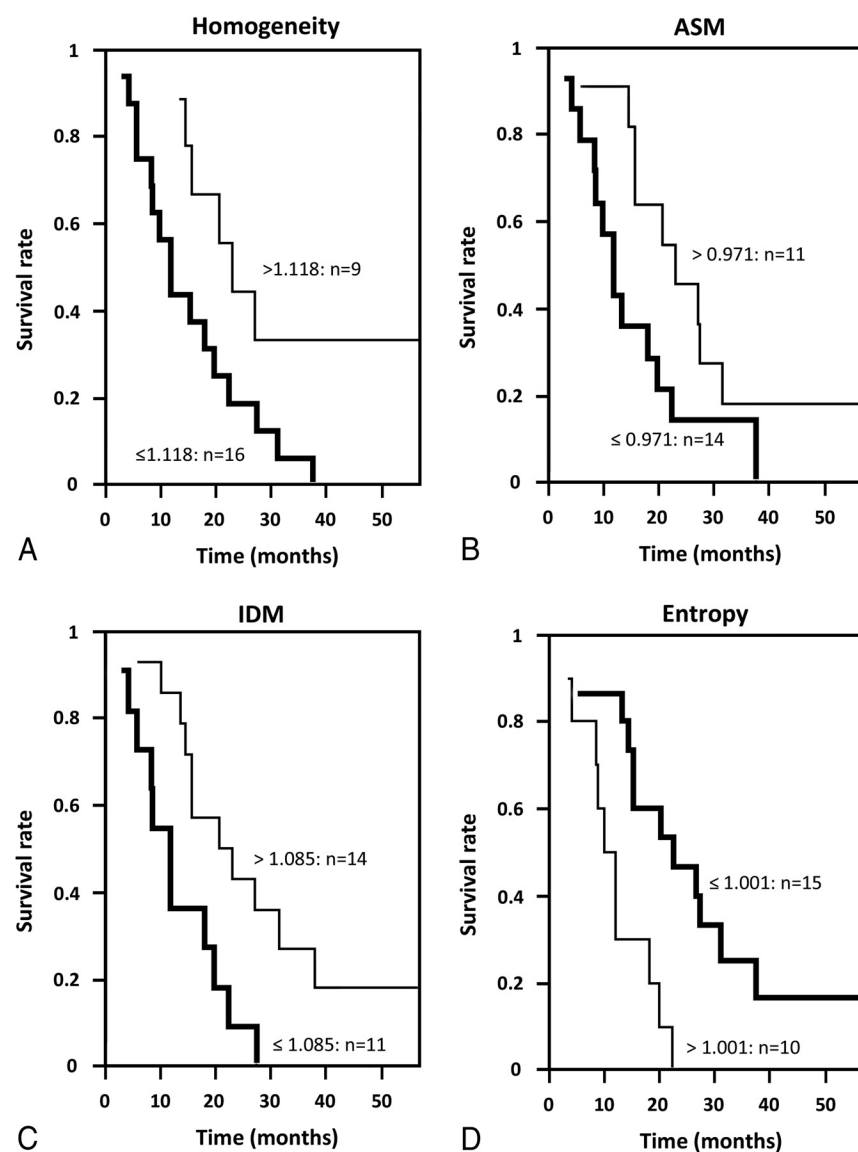 Homogeneity
1
0.8
0.6
0.4
0.2
0
Survival rate
>1.118: n=9
≤1.118: n=16
0 10 20 30 40 50
Time (months)
A
ASM
1
0.8
0.6
0.4
0.2
0
Survival rate
> 0.971: n=11
≤ 0.971: n=14
0 10 20 30 40 50
Time (months)
B
IDM
1
0.8
0.6
0.4
0.2
0
Survival rate
> 1.085: n=14
≤ 1.085: n=11
0 10 20 30 40 50
Time (months)
C
Entropy
1
0.8
0.6
0.4
0.2
0
Survival rate
≤ 1.001: n=15
> 1.001: n=10
0 10 20 30 40 50
Time (months)
D